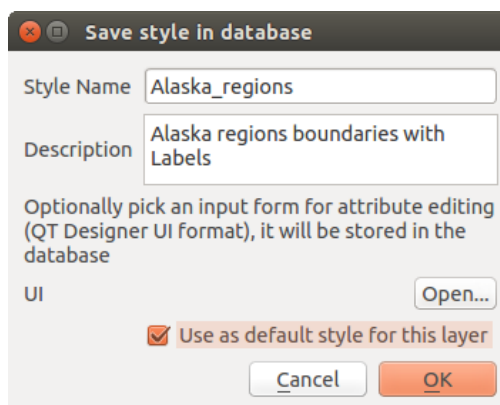 Save style in database
Style Name Alaska_regions
Description Alaska regions boundaries with
Labels
Optionally pick an input form for attribute editing
(QT Designer UI format), it will be stored in the
database
UI Open...
Use as default style for this layer
Cancel OK